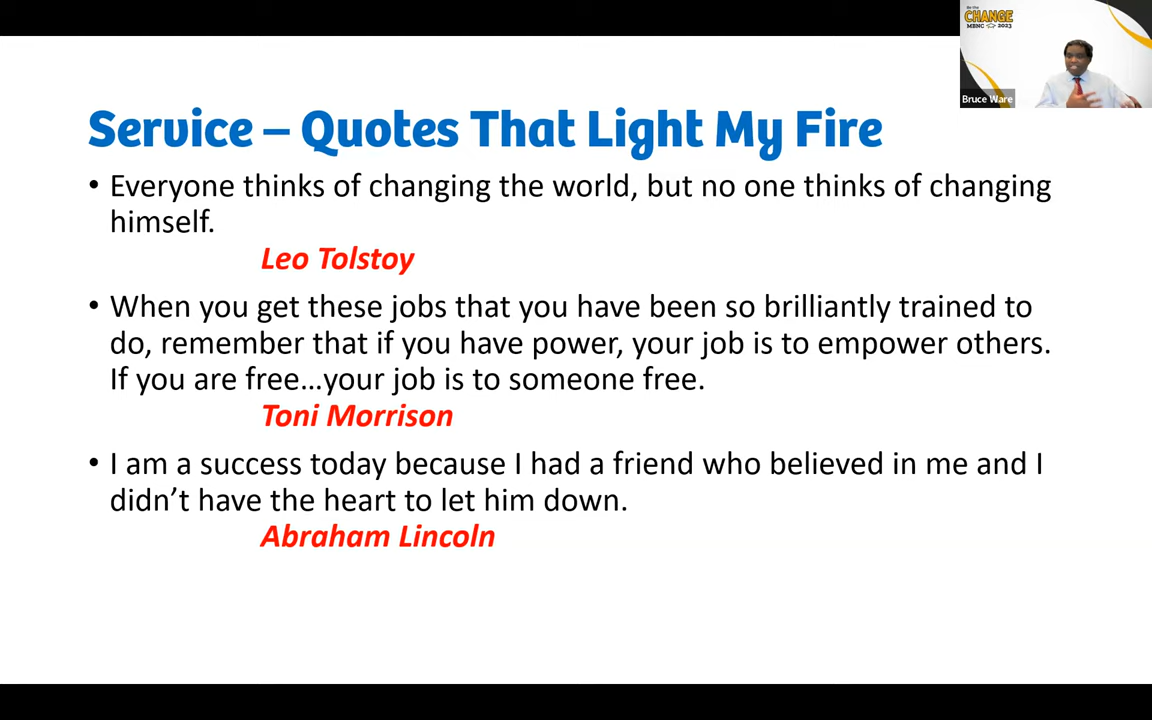 Be the
CHANGE
MBNC 2023
Bruce Ware
Service – Quotes That Light My Fire
• Everyone thinks of changing the world, but no one thinks of changing
himself.
Leo Tolstoy
• When you get these jobs that you have been so brilliantly trained to
do, remember that if you have power, your job is to empower others.
If you are free…your job is to someone free.
Toni Morrison
• I am a success today because I had a friend who believed in me and I
didn’t have the heart to let him down.
Abraham Lincoln